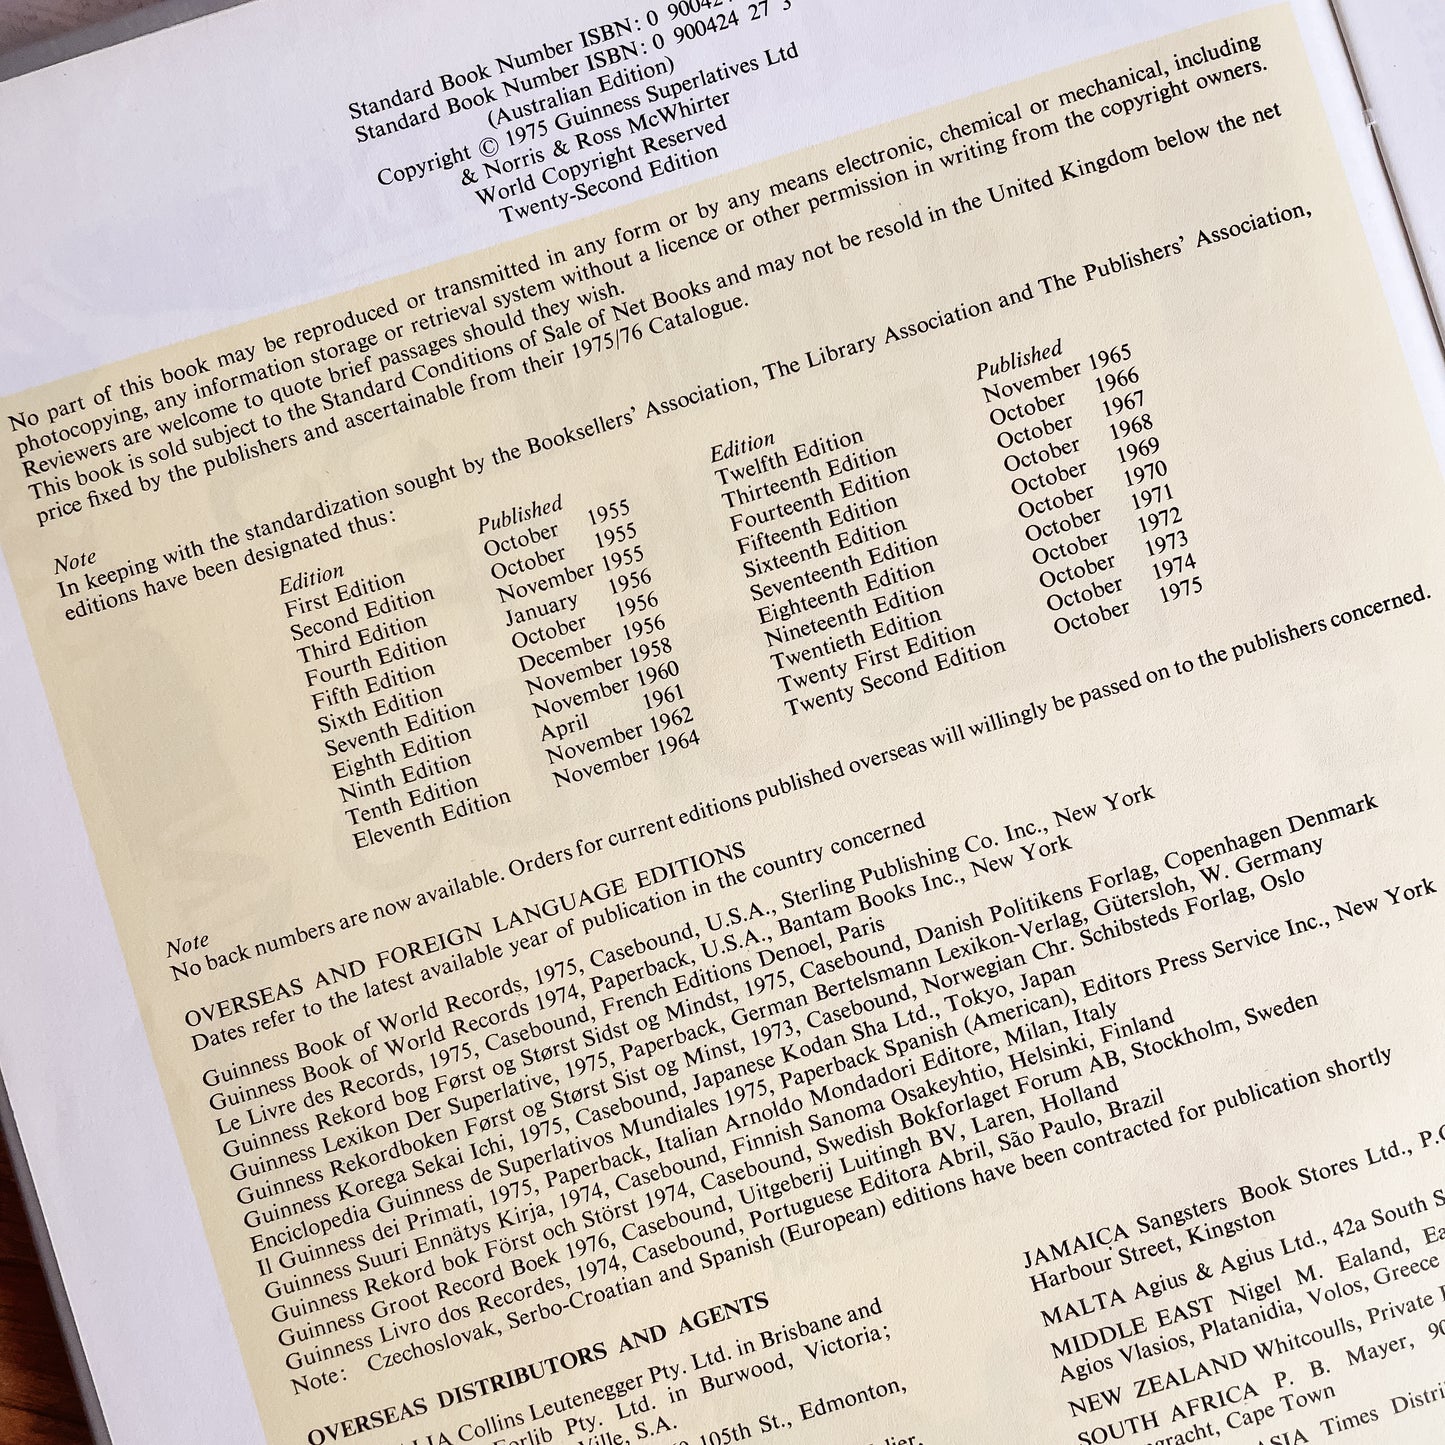 Standard Book Number ISBN: 0
Standard Book Number ISBN: 0 900424 27 3
(Australian Edition)
Copyright © 1975 Guinness Superlatives Ltd
& Norris & Ross McWhirter
World Copyright Reserved
Twenty-Second Edition
No part of this book may be reproduced or transmitted in any form or by any means electronic, chemical or mechanical, including
photocopying, any information storage or retrieval system without a licence or other permission in writing from the copyright owners.
Reviewers are welcome to quote brief passages should they wish.
This book is sold subject to the Standard Conditions of Sale of Net Books and may not be resold in the United Kingdom below the net
price fixed by the publishers and ascertainable from their 1975/76 Catalogue.
Note
In keeping with the standardization sought by the Booksellers' Association, The Library Association and The Publishers' Association,
editions have been designated thus:
Edition Published
First Edition October 1955
Second Edition October 1955
Third Edition November 1955
Fourth Edition January 1956
Fifth Edition October 1956
Sixth Edition December 1956
Seventh Edition November 1958
Eighth Edition November 1960
Ninth Edition April 1961
Tenth Edition November 1962
Eleventh Edition November 1964
Edition Published
Twelfth Edition November 1965
Thirteenth Edition October 1966
Fourteenth Edition October 1967
Fifteenth Edition October 1968
Sixteenth Edition October 1969
Seventeenth Edition October 1970
Eighteenth Edition October 1971
Nineteenth Edition October 1972
Twentieth Edition October 1973
Twenty First Edition October 1974
Twenty Second Edition October 1975
Note
No back numbers are now available. Orders for current editions published overseas will willingly be passed on to the publishers concerned.
OVERSEAS AND FOREIGN LANGUAGE EDITIONS
Dates refer to the latest available year of publication in the country concerned
Guinness Book of World Records, 1975, Casebound, U.S.A., Sterling Publishing Co. Inc., New York
Guinness Book of World Records 1974, Paperback, U.S.A., Bantam Books Inc., New York
Le Livre des Records, 1975, Casebound, French Editions Denoel, Paris
Guinness Rekord bog Først og Størst Sidst og Mindst, 1975, Casebound, Danish Politikens Forlag, Copenhagen Denmark
Guinness Lexikon Der Superlative, 1975, Paperback, German Bertelsmann Lexikon-Verlag, Gütersloh, W. Germany
Guinness Rekordboken Først og Størst Sist og Minst, 1973, Casebound, Norwegian Chr. Schibsteds Forlag, Oslo
Guinness Korega Sekai Ichi, 1975, Casebound, Japanese Kodan Sha Ltd., Tokyo, Japan
Enciclopedia Guinness de Superlativos Mundiales 1975, Paperback Spanish (American), Editors Press Service Inc., New York
Il Guinness dei Primati, 1975, Paperback, Italian Arnoldo Mondadori Editore, Milan, Italy
Guinness Suuri Ennätys Kirja, 1974, Casebound, Finnish Sanoma Osakeyhtio, Helsinki, Finland
Guinness Rekord bok Först och Störst 1974, Casebound, Swedish Bokforlaget Forum AB, Stockholm, Sweden
Guinness Groot Record Boek 1976, Casebound, Uitgeberij Luitingh BV, Laren, Holland
Guinness Livro dos Recordes, 1974, Casebound, Portuguese Editora Abril, São Paulo, Brazil
Note: Czechoslovak, Serbo-Croatian and Spanish (European) editions have been contracted for publication shortly
OVERSEAS DISTRIBUTORS AND AGENTS
Collins Leutenegger Pty. Ltd. in Brisbane and
Pty. Ltd. in Burwood, Victoria;
S.A.
105th St., Edmonton,
JAMAICA Sangsters Book Stores Ltd.,
Harbour Street, Kingston
MALTA Agius & Agius Ltd., 42a South
MIDDLE EAST Nigel M. Ealand,
Agios Vlasios, Platanidia, Volos, Greece
NEW ZEALAND Whitcoulls, Private
SOUTH AFRICA P. B. Mayer,
Cape Town
Times